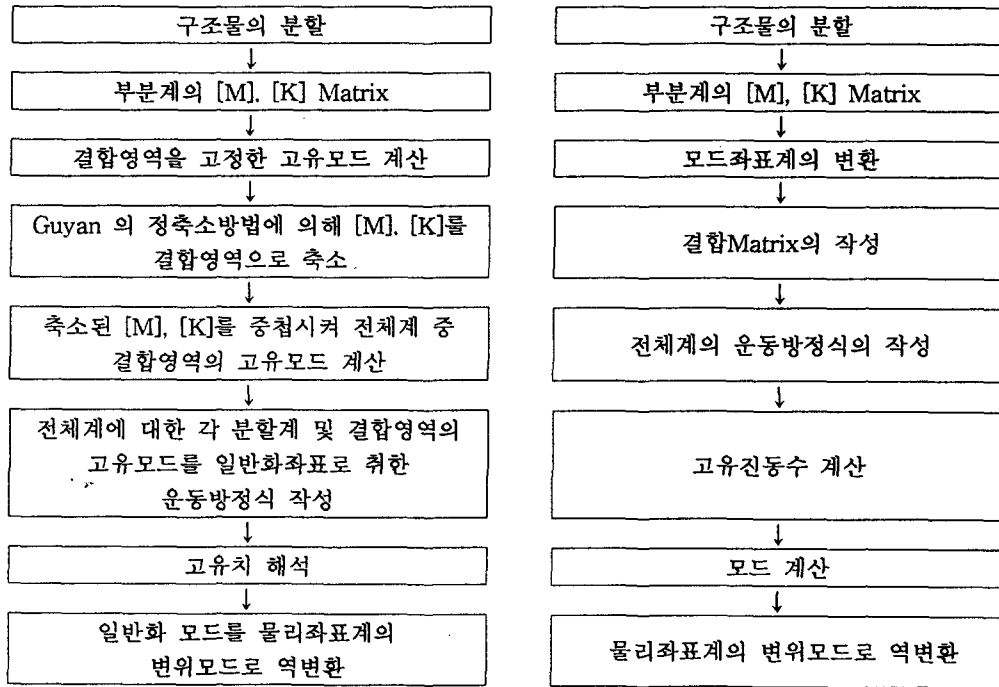 구조물의 분할
↓
부분계의 [M]. [K] Matrix
↓
결합영역을 고정한 고유모드 계산
↓
Guyan 의 정축소방법에 의해 [M]. [K]를
결합영역으로 축소
↓
축소된 [M], [K]를 중첩시켜 전체계 중
결합영역의 고유모드 계산
↓
전체계에 대한 각 분할계 및 결합영역의
고유모드를 일반화좌표로 취한
운동방정식 작성
↓
고유치 해석
↓
일반화 모드를 물리좌표계의
변위모드로 역변환
구조물의 분할
↓
부분계의 [M], [K] Matrix
↓
모드좌표계의 변환
↓
결합Matrix의 작성
↓
전체계의 운동방정식의 작성
↓
고유진동수 계산
↓
모드 계산
↓
물리좌표계의 변위모드로 역변환